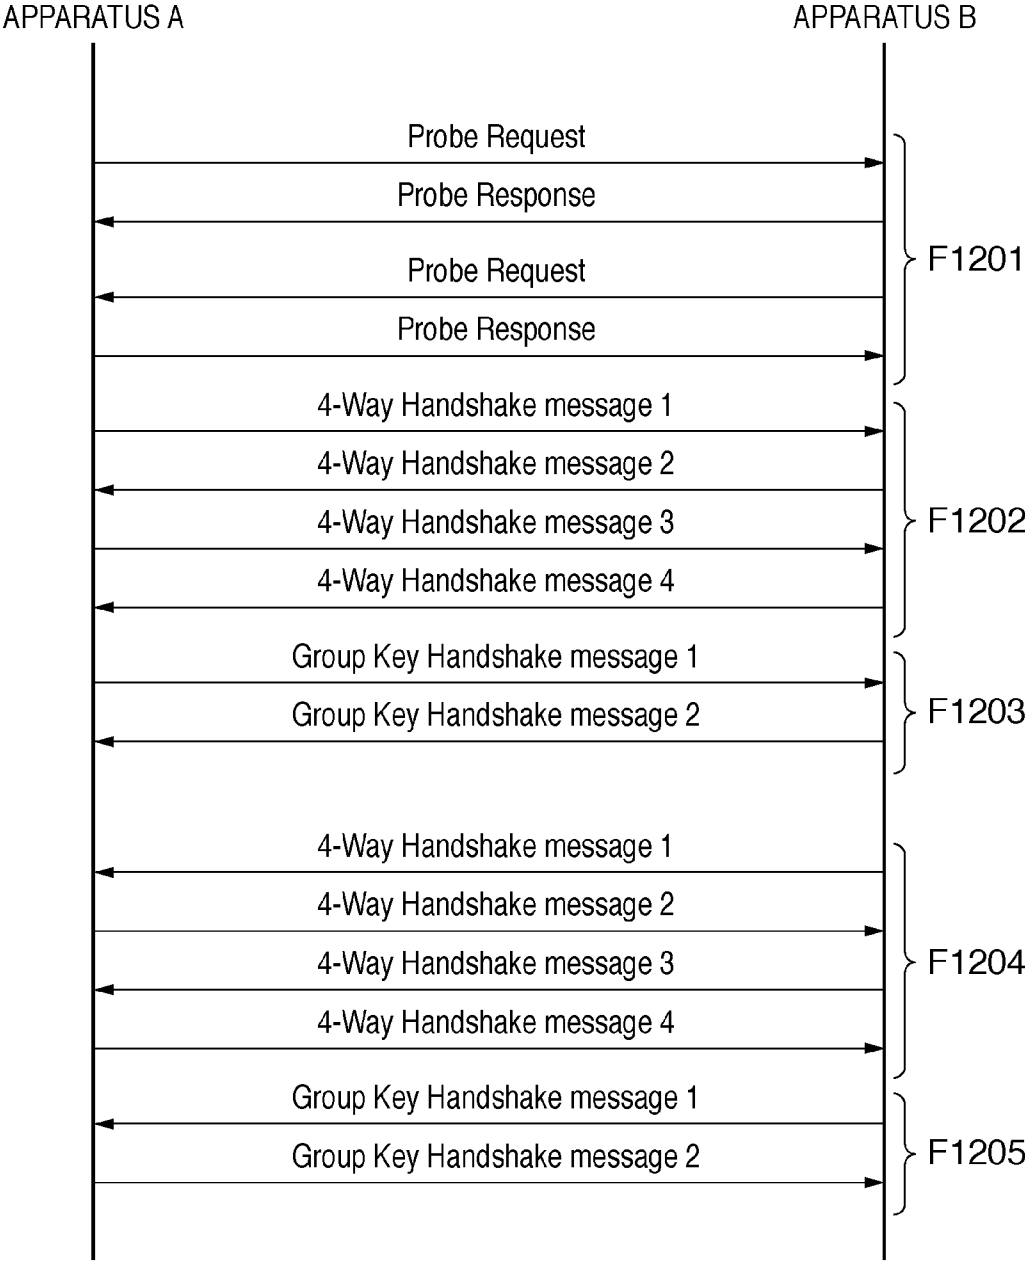 APPARATUS A
APPARATUS B
Probe Request
Probe Response
Probe Request
Probe Response
F1201
4-Way Handshake message 1
4-Way Handshake message 2
4-Way Handshake message 3
4-Way Handshake message 4
F1202
Group Key Handshake message 1
Group Key Handshake message 2
F1203
4-Way Handshake message 1
4-Way Handshake message 2
4-Way Handshake message 3
4-Way Handshake message 4
F1204
Group Key Handshake message 1
Group Key Handshake message 2
F1205